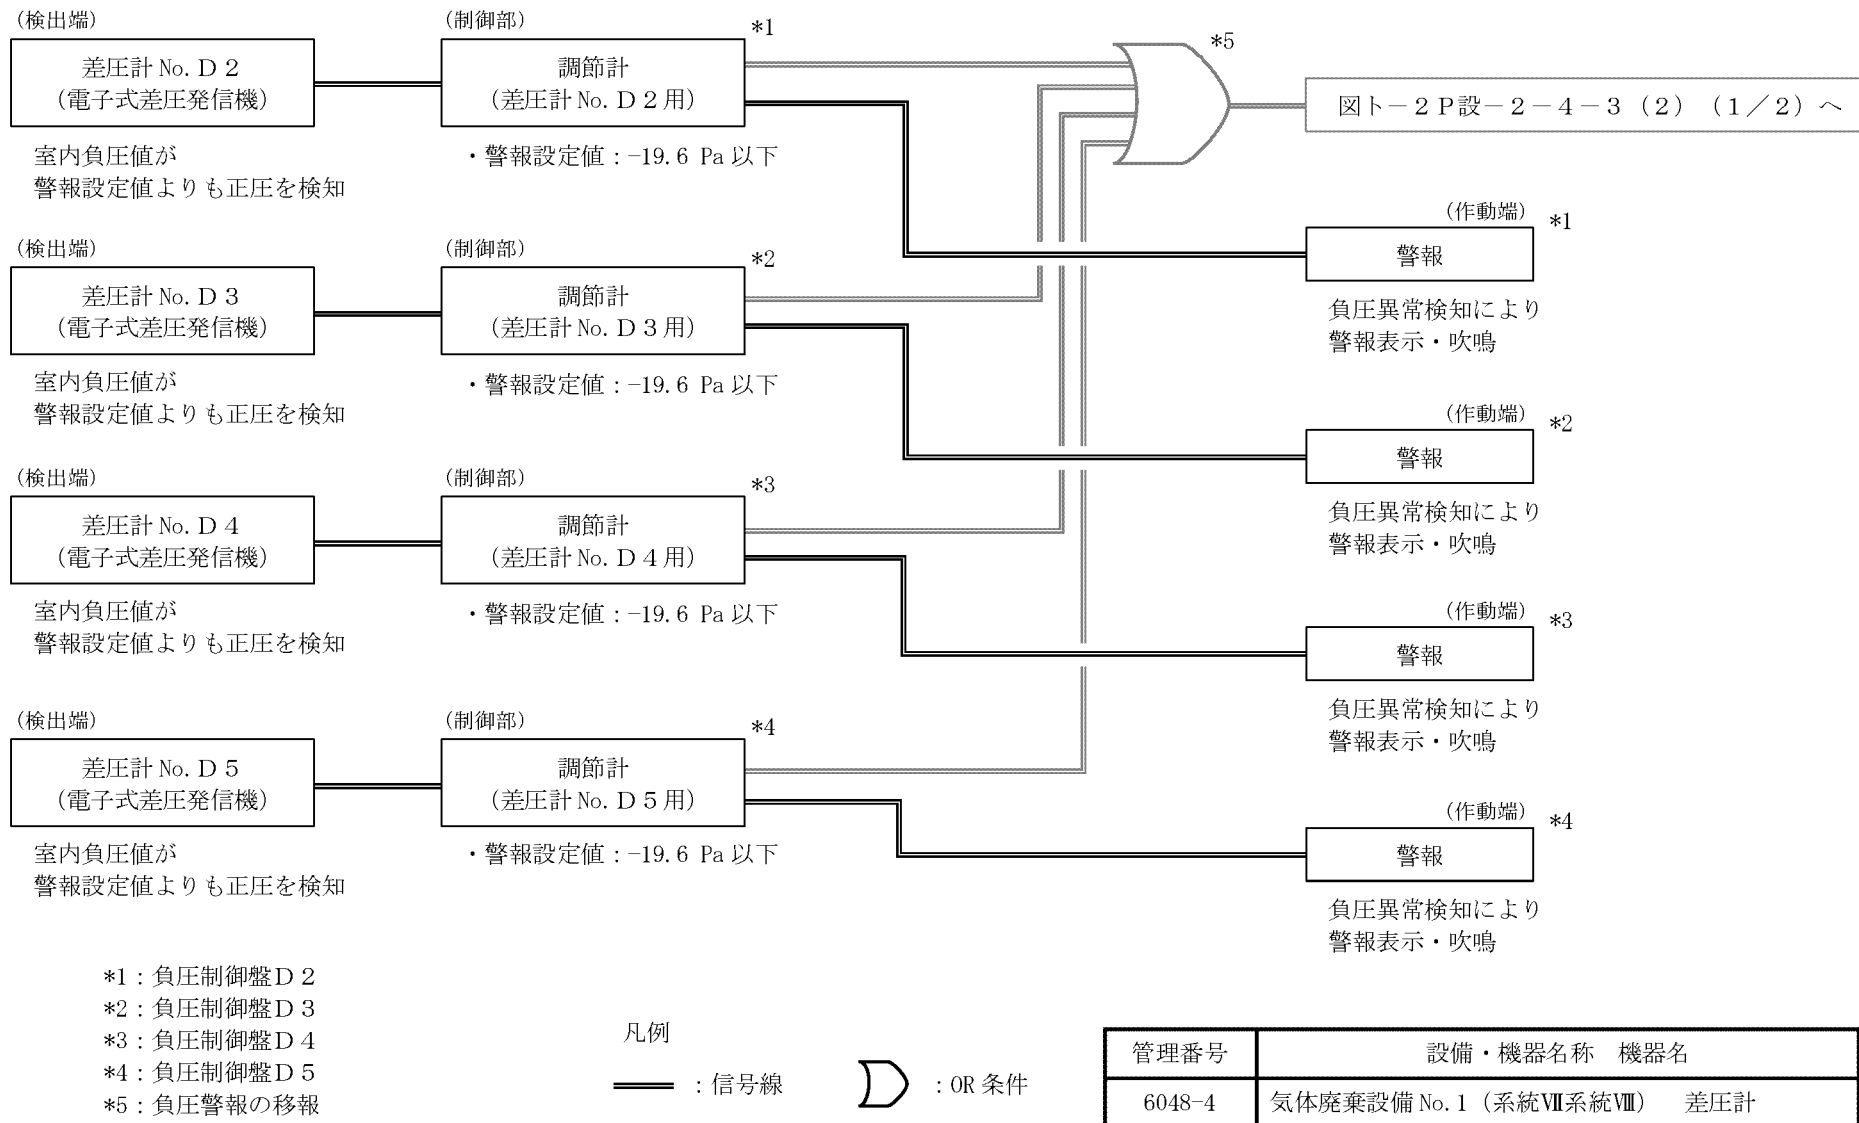 (検出端)
(制御部)
*1
*5
差圧計 No. Ｄ２
(電子式差圧発信機)
調節計
(差圧計 No. Ｄ２用)
図ト－２Ｐ設－２－４－３（２）（１／２）へ
室内負圧値が
警報設定値よりも正圧を検知
・警報設定値：-19.6 Pa 以下
(作動端)
*1
警報
負圧異常検知により
警報表示・吹鳴
(検出端)
(制御部)
*2
差圧計 No. Ｄ３
(電子式差圧発信機)
調節計
(差圧計 No. Ｄ３用)
室内負圧値が
警報設定値よりも正圧を検知
・警報設定値：-19.6 Pa 以下
(作動端)
*2
警報
負圧異常検知により
警報表示・吹鳴
(検出端)
(制御部)
*3
差圧計 No. Ｄ４
(電子式差圧発信機)
調節計
(差圧計 No. Ｄ４用)
室内負圧値が
警報設定値よりも正圧を検知
・警報設定値：-19.6 Pa 以下
(作動端)
*3
警報
負圧異常検知により
警報表示・吹鳴
(検出端)
(制御部)
*4
差圧計 No. Ｄ５
(電子式差圧発信機)
調節計
(差圧計 No. Ｄ５用)
室内負圧値が
警報設定値よりも正圧を検知
・警報設定値：-19.6 Pa 以下
(作動端)
*4
警報
負圧異常検知により
警報表示・吹鳴
*1：負圧制御盤Ｄ２
*2：負圧制御盤Ｄ３
*3：負圧制御盤Ｄ４
*4：負圧制御盤Ｄ５
*5：負圧警報の移報
凡例
：信号線
：OR 条件
管理番号 設備・機器名称　機器名
6048-4 気体廃棄設備 No.1（系統Ⅶ系統Ⅷ）　差圧計